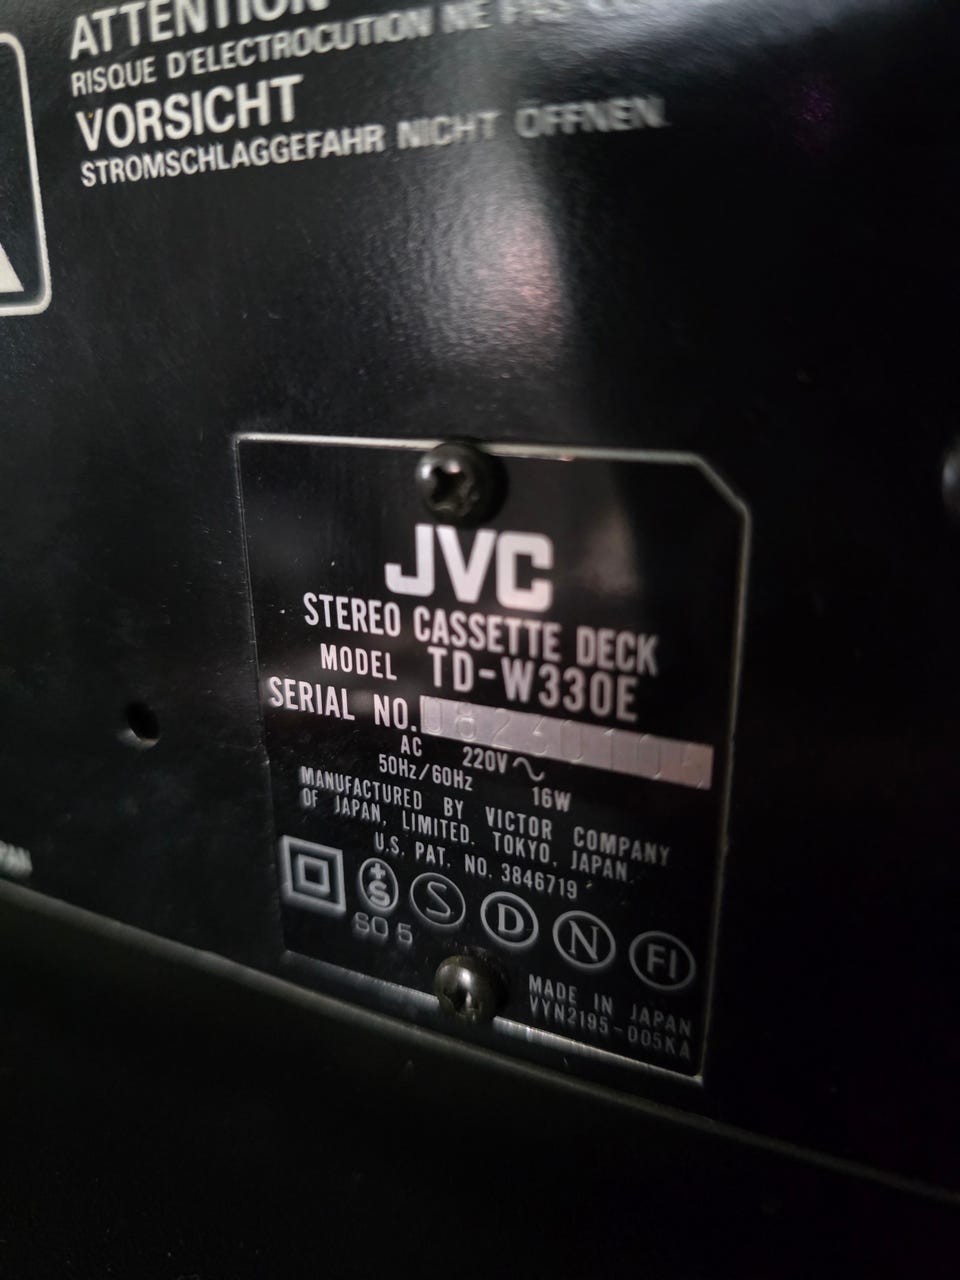 ATTENTION
RISQUE D'ELECTROCUTION NE PAS
VORSICHT
STROMSCHLAGGEFAHR NICHT ÖFFNEN.
JVC
STEREO CASSETTE DECK
MODEL TD-W330E
SERIAL NO.
AC 220V ~
50Hz/60Hz 16W
MANUFACTURED BY VICTOR COMPANY
OF JAPAN, LIMITED. TOKYO, JAPAN.
U.S. PAT. NO. 3846719
+S S D N FI
SO 5
MADE IN JAPAN
VYN2195-D05KA